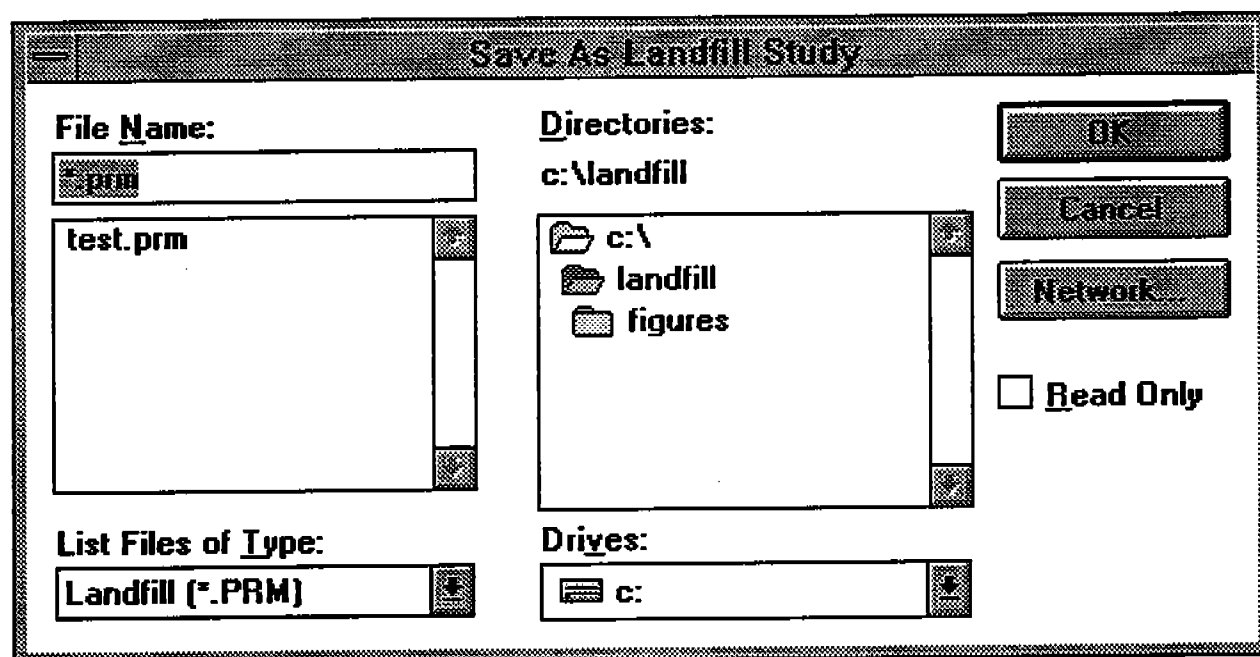 Save As Landfill Study
File Name:
*.prm
test.prm
List Files of Type:
Landfill (*.PRM)
Directories:
c:\landfill
c:\
landfill
figures
Drives:
c:
OK
Cancel
Network...
Read Only